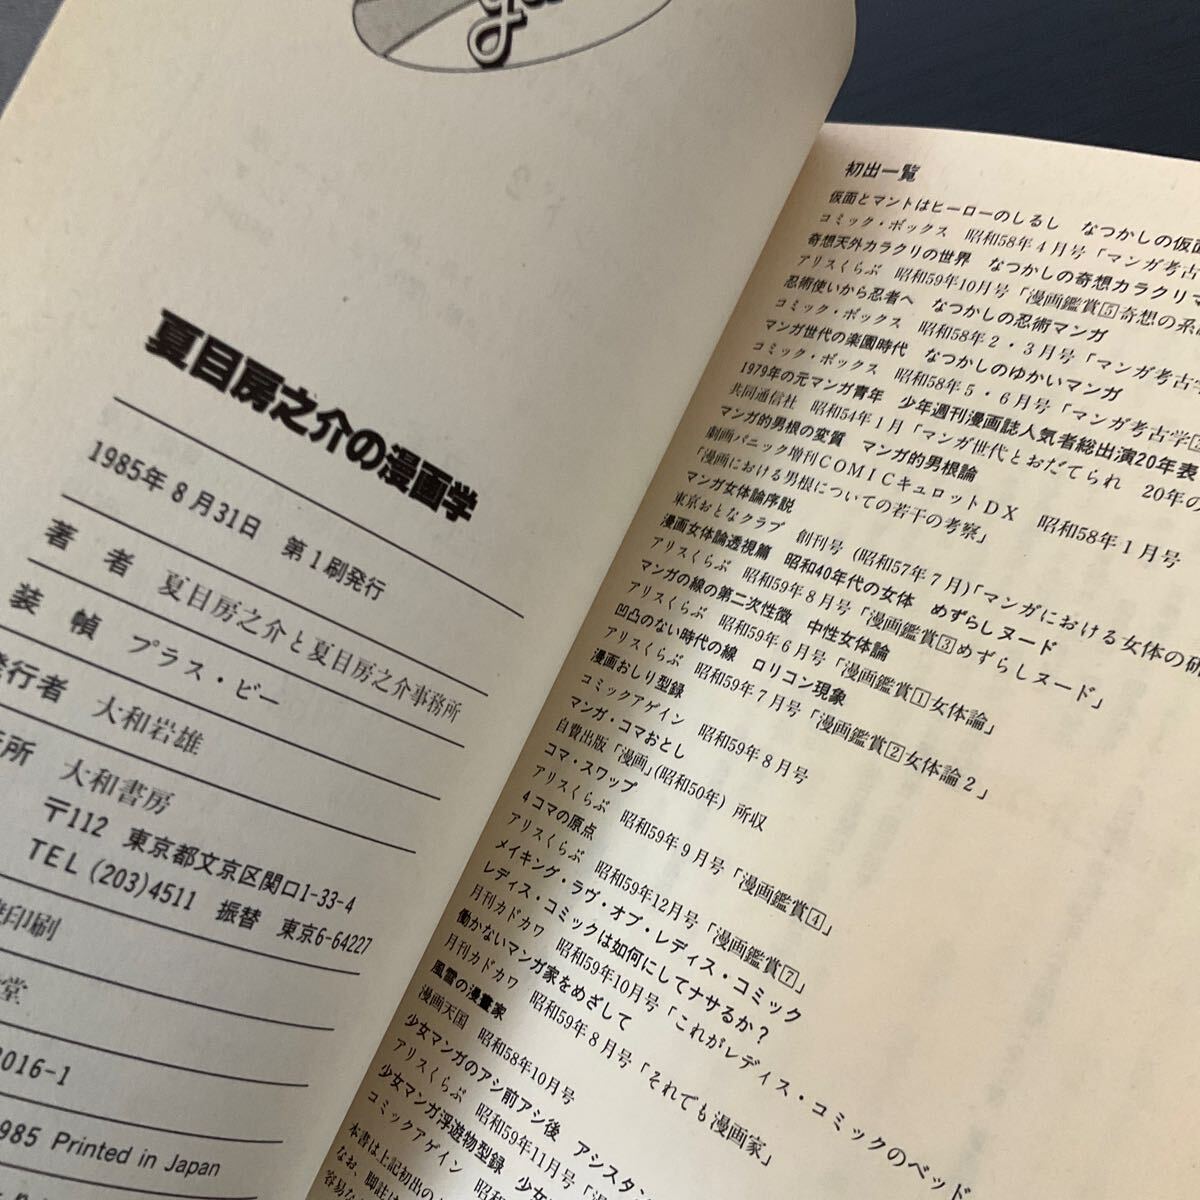 夏目房之介の漫画学
1985年8月31日 第1刷発行
著者 夏目房之介と夏目房之介事務所
装幀 プラス・ビー
発行者 大和岩雄
所 大和書房
〒112 東京都文京区関口1-33-4
TEL (203)4511 振替 東京6-64227
印刷
堂
2016-1
985 Printed in Japan
初出一覧
仮面とマントはヒーローのしるし なつかしの仮面
コミック・ボックス 昭和58年4月号「マンガ考古
奇想天外カラクリの世界 なつかしの奇想カラクリマ
アリスくらぶ 昭和59年10月号「漫画鑑賞5奇想の系
忍術使いから忍者へ なつかしの忍術マンガ
コミック・ボックス 昭和58年2・3月号「マンガ考古学
マンガ世代の楽園時代 なつかしのゆかいマンガ
コミック・ボックス 昭和58年5・6月号「マンガ考古学
1979年の元マンガ青年 少年週刊漫画誌人気者総出演20年表
共同通信社 昭和54年1月「マンガ世代とおだてられ 20年の
マンガ的男根の変質 マンガ的男根論
劇画パニック増刊COMICキュロットDX 昭和58年1月号
「漫画における男根についての若干の考察」
マンガ女体論序説
東京おとなクラブ 創刊号(昭和57年7月)「マンガにおける女体の研
漫画女体論透視篇 昭和40年代の女体 めずらしヌード
アリスくらぶ 昭和59年8月号「漫画鑑賞3めずらしヌード」
マンガの線の第二次性徴 中性女体論
アリスくらぶ 昭和59年6月号「漫画鑑賞1女体論」
凹凸のない時代の線 ロリコン現象
アリスくらぶ 昭和59年7月号「漫画鑑賞2女体論2」
漫画おしり型録
コミックアゲイン 昭和59年8月号
マンガ・コマおとし
自費出版「漫画」(昭和50年)所収
コマ・スワップ
アリスくらぶ 昭和59年9月号「漫画鑑賞4」
4コマの原点
アリスくらぶ 昭和59年12月号「漫画鑑賞7」
メイキング・ラヴ・オブ・レディス・コミック
レディス・コミックは如何にしてナサるか?
月刊カドカワ 昭和59年10月号「これがレディス・コミックのベッド
働かないマンガ家をめざして
月刊カドカワ 昭和59年8月号「それでも漫画家」
風雲の漫畫家
漫画天国 昭和58年10月号
少女マンガのアシ前アシ後 アシスタン
アリスくらぶ 昭和59年11月号「漫
少女マンガ浮遊物型録 少女
コミックアゲイン 昭和59
本書は上記初出の
なお、脚註は
容易な